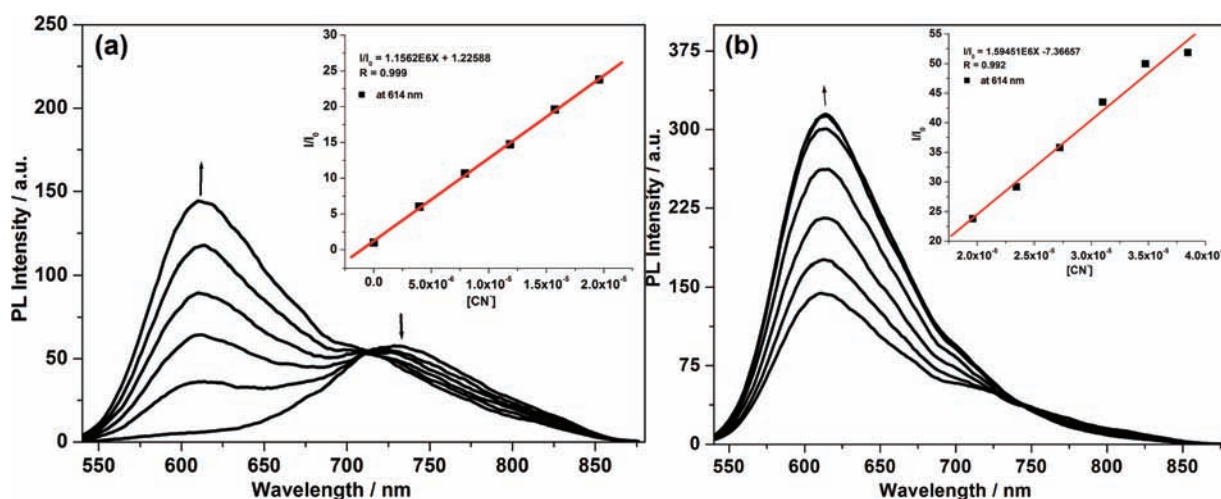 (a)
PL Intensity / a.u.
250
200
150
100
50
0
550 600 650 700 750 800 850
Wavelength / nm
I/I₀ = 1.1562E6X + 1.22588
R = 0.999
■ at 614 nm
I/I₀
30
25
20
15
10
5
0
0.0 5.0x10⁻⁶ 1.0x10⁻⁵ 1.5x10⁻⁵ 2.0x10⁻⁵
[CN⁻]
(b)
PL Intensity / a.u.
375
300
225
150
75
0
550 600 650 700 750 800 850
Wavelength / nm
I/I₀ = 1.59451E6X -7.36657
R = 0.992
■ at 614 nm
I/I₀
55
50
45
40
35
30
25
20
2.0x10⁻⁵ 2.5x10⁻⁵ 3.0x10⁻⁵ 3.5x10⁻⁵ 4.0x10⁻⁵
[CN⁻]